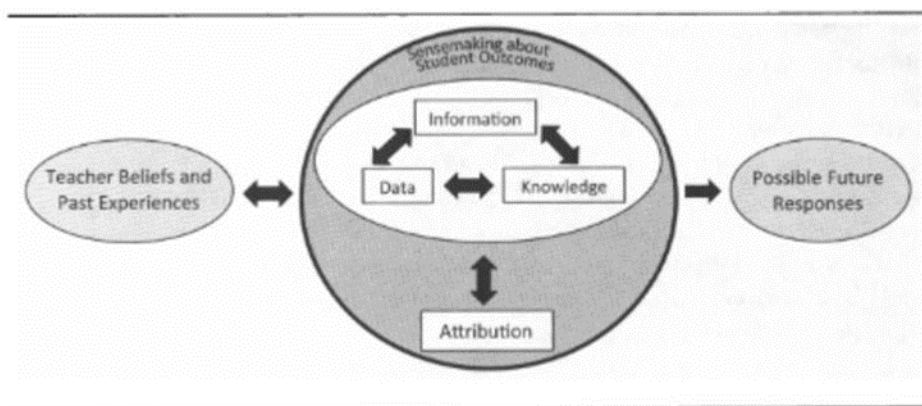 Sensemaking about
Student Outcomes
Information
Data
Knowledge
Teacher Beliefs and
Past Experiences
Possible Future
Responses
Attribution